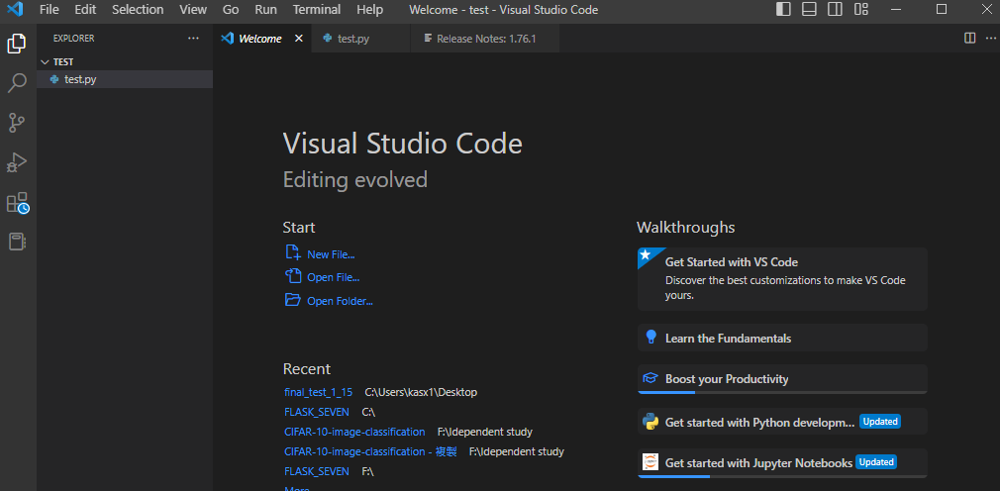 File Edit Selection View Go Run Terminal Help Welcome - test - Visual Studio Code
EXPLORER
Welcome
test.py
Release Notes: 1.76.1
TEST
test.py
Visual Studio Code
Editing evolved
Start
New File...
Open File...
Open Folder...
Recent
final_test_1_15 C:\Users\kasx1\Desktop
FLASK_SEVEN C:\
CIFAR-10-image-classification F:\Idependent study
CIFAR-10-image-classification - 複製 F:\Idependent study
FLASK_SEVEN F:\
More...
Walkthroughs
Get Started with VS Code
Discover the best customizations to make VS Code
yours.
Learn the Fundamentals
Boost your Productivity
Get started with Python developm... Updated
Get started with Jupyter Notebooks Updated